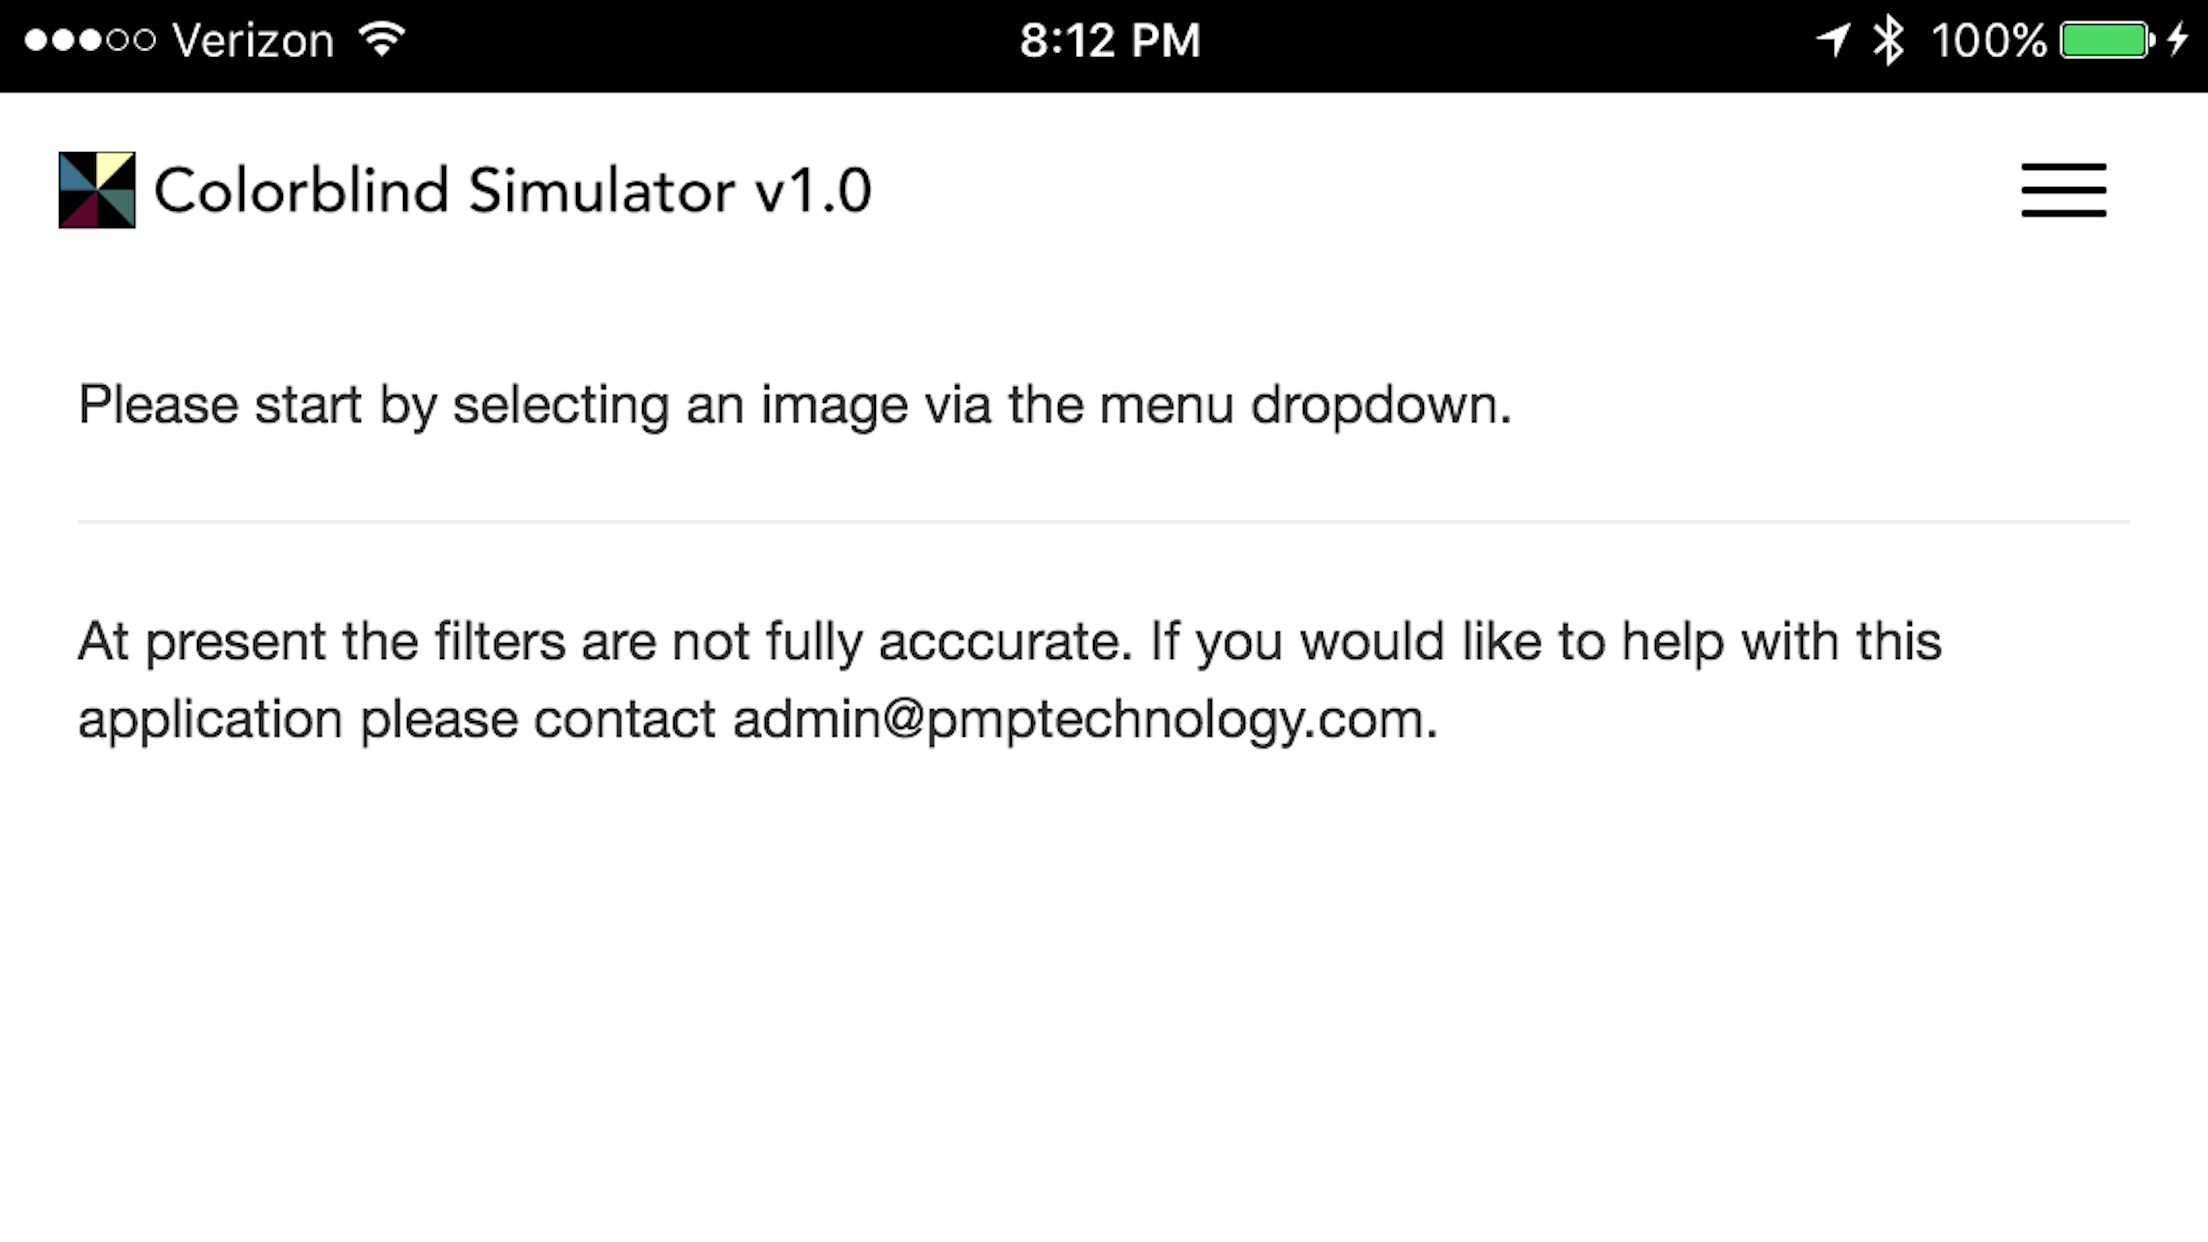 Verizon 8:12 PM 100%
Colorblind Simulator v1.0
Please start by selecting an image via the menu dropdown.
At present the filters are not fully acccurate. If you would like to help with this
application please contact admin@pmptechnology.com.